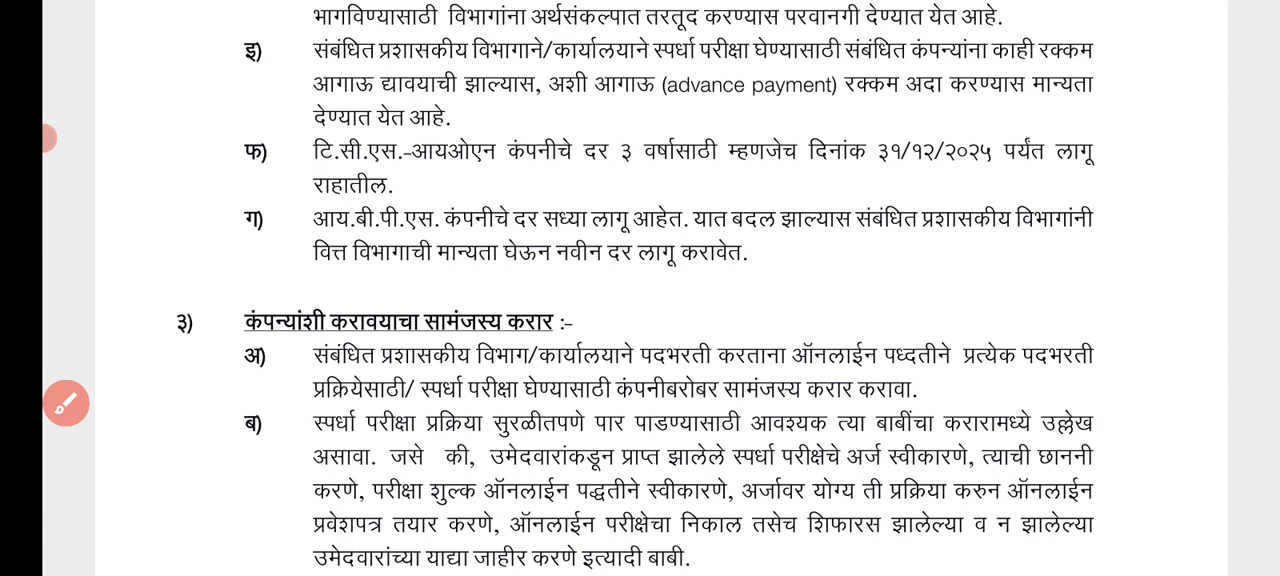 भागविण्यासाठी विभागांना अर्थसंकल्पात तरतूद करण्यास परवानगी देण्यात येत आहे.
इ) संबंधित प्रशासकीय विभागाने/कार्यालयाने स्पर्धा परीक्षा घेण्यासाठी संबंधित कंपन्यांना काही रक्कम
आगाऊ द्यावयाची झाल्यास, अशी आगाऊ (advance payment) रक्कम अदा करण्यास मान्यता
देण्यात येत आहे.
फ) टि.सी.एस.-आयओएन कंपनीचे दर ३ वर्षासाठी म्हणजेच दिनांक ३१/१२/२०२५ पर्यंत लागू
राहातील.
ग) आय.बी.पी.एस. कंपनीचे दर सध्या लागू आहेत. यात बदल झाल्यास संबंधित प्रशासकीय विभागांनी
वित्त विभागाची मान्यता घेऊन नवीन दर लागू करावेत.
३) कंपन्यांशी करावयाचा सामंजस्य करार :-
अ) संबंधित प्रशासकीय विभाग/कार्यालयाने पदभरती करताना ऑनलाईन पध्दतीने प्रत्येक पदभरती
प्रक्रियेसाठी/ स्पर्धा परीक्षा घेण्यासाठी कंपनीबरोबर सामंजस्य करार करावा.
ब) स्पर्धा परीक्षा प्रक्रिया सुरळीतपणे पार पाडण्यासाठी आवश्यक त्या बाबींचा करारामध्ये उल्लेख
असावा. जसे की, उमेदवारांकडून प्राप्त झालेले स्पर्धा परीक्षेचे अर्ज स्वीकारणे, त्याची छाननी
करणे, परीक्षा शुल्क ऑनलाईन पद्धतीने स्वीकारणे, अर्जावर योग्य ती प्रक्रिया करुन ऑनलाईन
प्रवेशपत्र तयार करणे, ऑनलाईन परीक्षेचा निकाल तसेच शिफारस झालेल्या व न झालेल्या
उमेदवारांच्या याद्या जाहीर करणे इत्यादी बाबी.